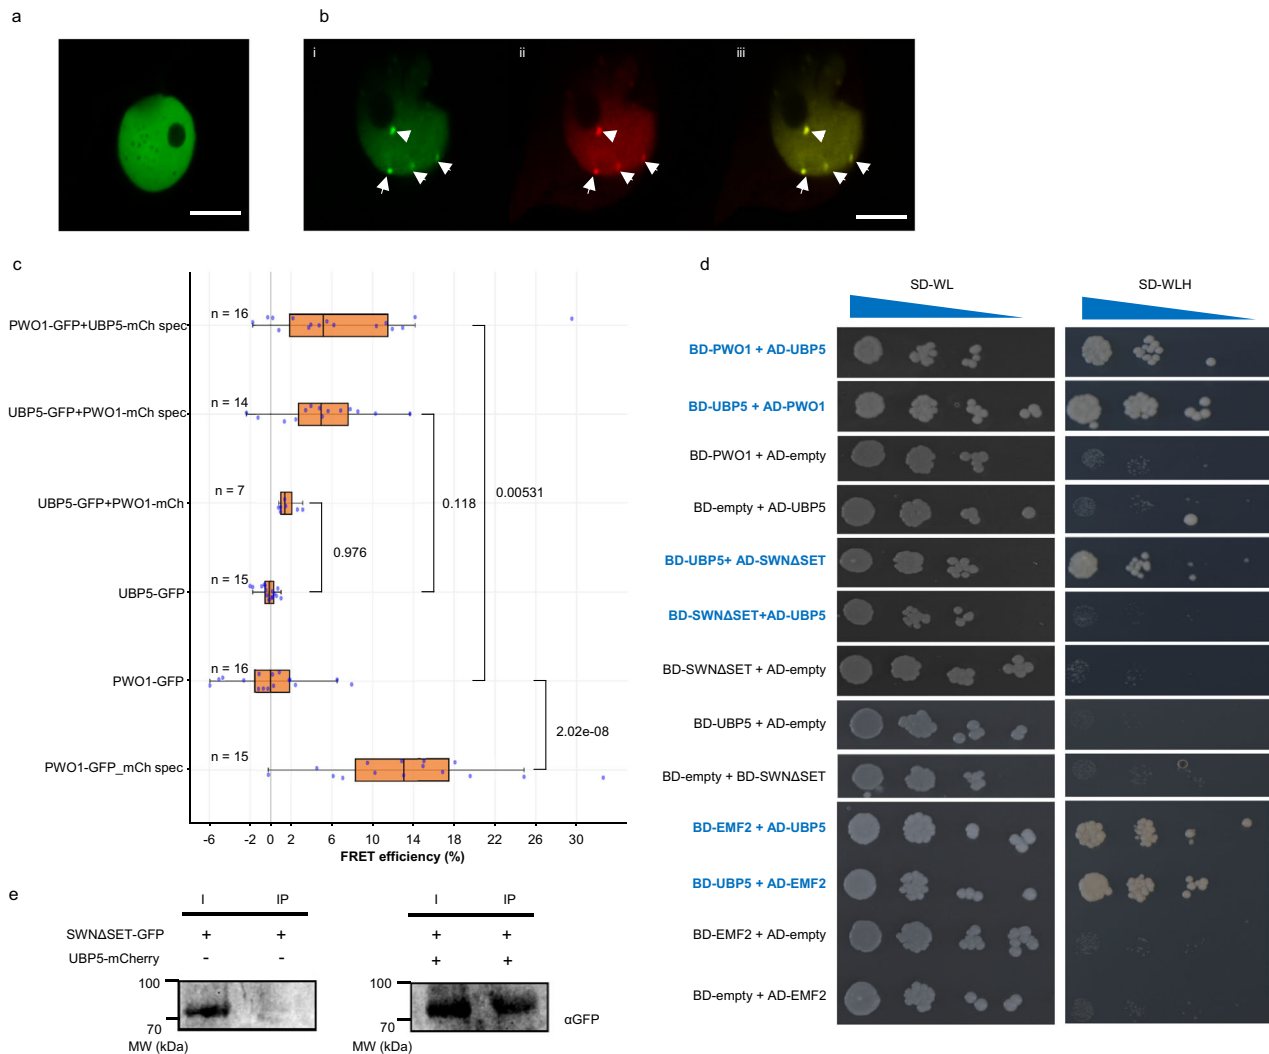 a
b
i
ii
iii
c
n = 16
PWO1-GFP+UBP5-mCh spec
n = 14
UBP5-GFP+PWO1-mCh spec
n = 7
UBP5-GFP+PWO1-mCh
n = 15
UBP5-GFP
n = 16
PWO1-GFP
n = 15
PWO1-GFP_mCh spec
0.976
0.118
0.00531
2.02e-08
-6 -2 0 2 6 10 14 18 22 26 30
FRET efficiency (%)
d
SD-WL
SD-WLH
BD-PWO1 + AD-UBP5
BD-UBP5 + AD-PWO1
BD-PWO1 + AD-empty
BD-empty + AD-UBP5
BD-UBP5+ AD-SWNΔSET
BD-SWNΔSET+AD-UBP5
BD-SWNΔSET + AD-empty
BD-UBP5 + AD-empty
BD-empty + BD-SWNΔSET
BD-EMF2 + AD-UBP5
BD-UBP5 + AD-EMF2
BD-EMF2 + AD-empty
BD-empty + AD-EMF2
e
I IP I IP
SWNΔSET-GFP + + + +
UBP5-mCherry - - + +
100 100
70 70
αGFP
MW (kDa) MW (kDa)